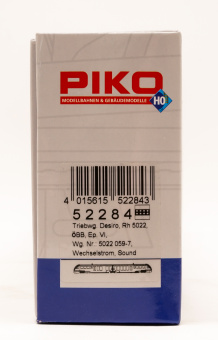 PIKO
MODELLBAHNEN & GEBÄUDEMODELLE
H0
4 015615 522843
52284
Triebwg. Desiro, Rh 5022,
ÖBB, Ep. VI,
Wg. Nr.: 5022 059-7,
Wechselstrom, Sound